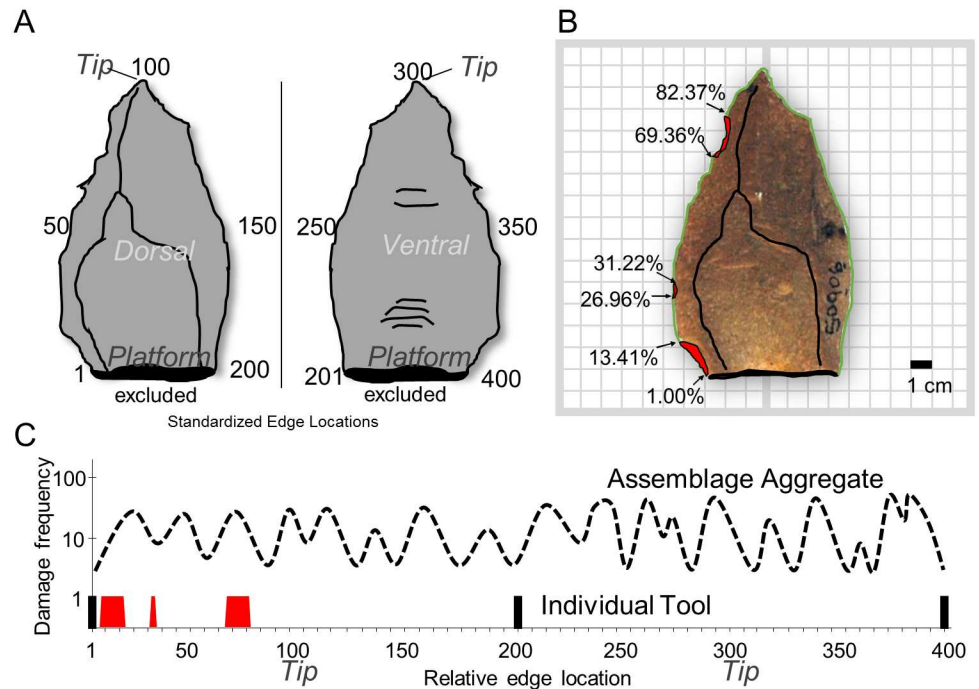 A
Tip
100
50
150
Dorsal
Platform
1
200
excluded
300
Tip
250
350
Ventral
Platform
201
400
excluded
Standardized Edge Locations
B
82.37%
69.36%
31.22%
26.96%
13.41%
1.00%
1 cm
C
Damage frequency
100
10
1
Assemblage Aggregate
Individual Tool
1 50 100 150 200 250 300 350 400
Tip
Tip
Relative edge location